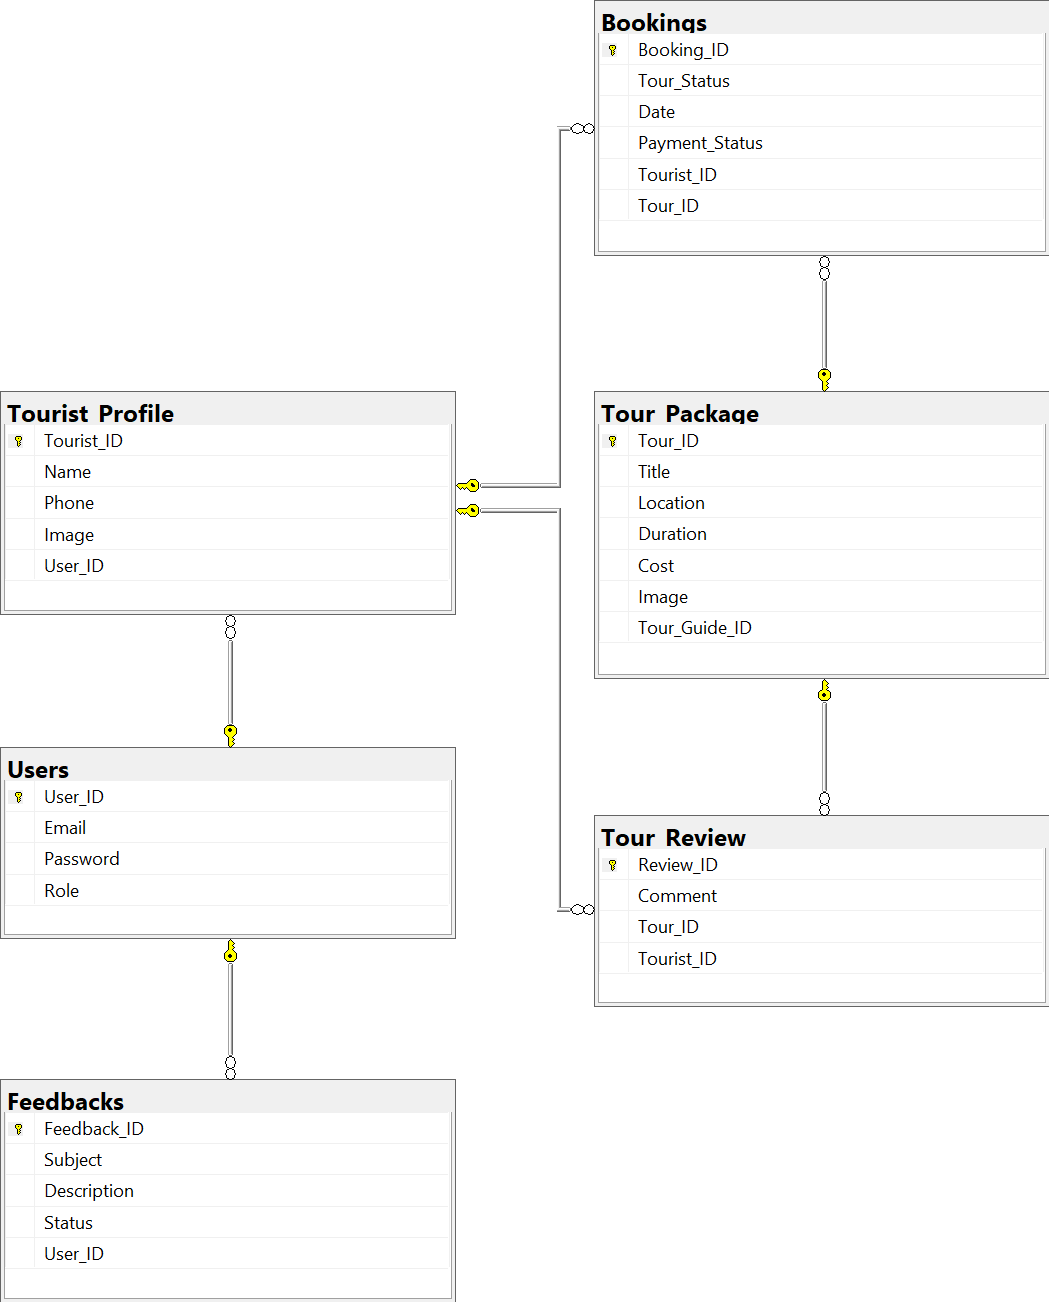 Bookings
Booking_ID
Tour_Status
Date
Payment_Status
Tourist_ID
Tour_ID
Tourist_Profile
Tourist_ID
Name
Phone
Image
User_ID
Tour_Package
Tour_ID
Title
Location
Duration
Cost
Image
Tour_Guide_ID
Users
User_ID
Email
Password
Role
Tour_Review
Review_ID
Comment
Tour_ID
Tourist_ID
Feedbacks
Feedback_ID
Subject
Description
Status
User_ID